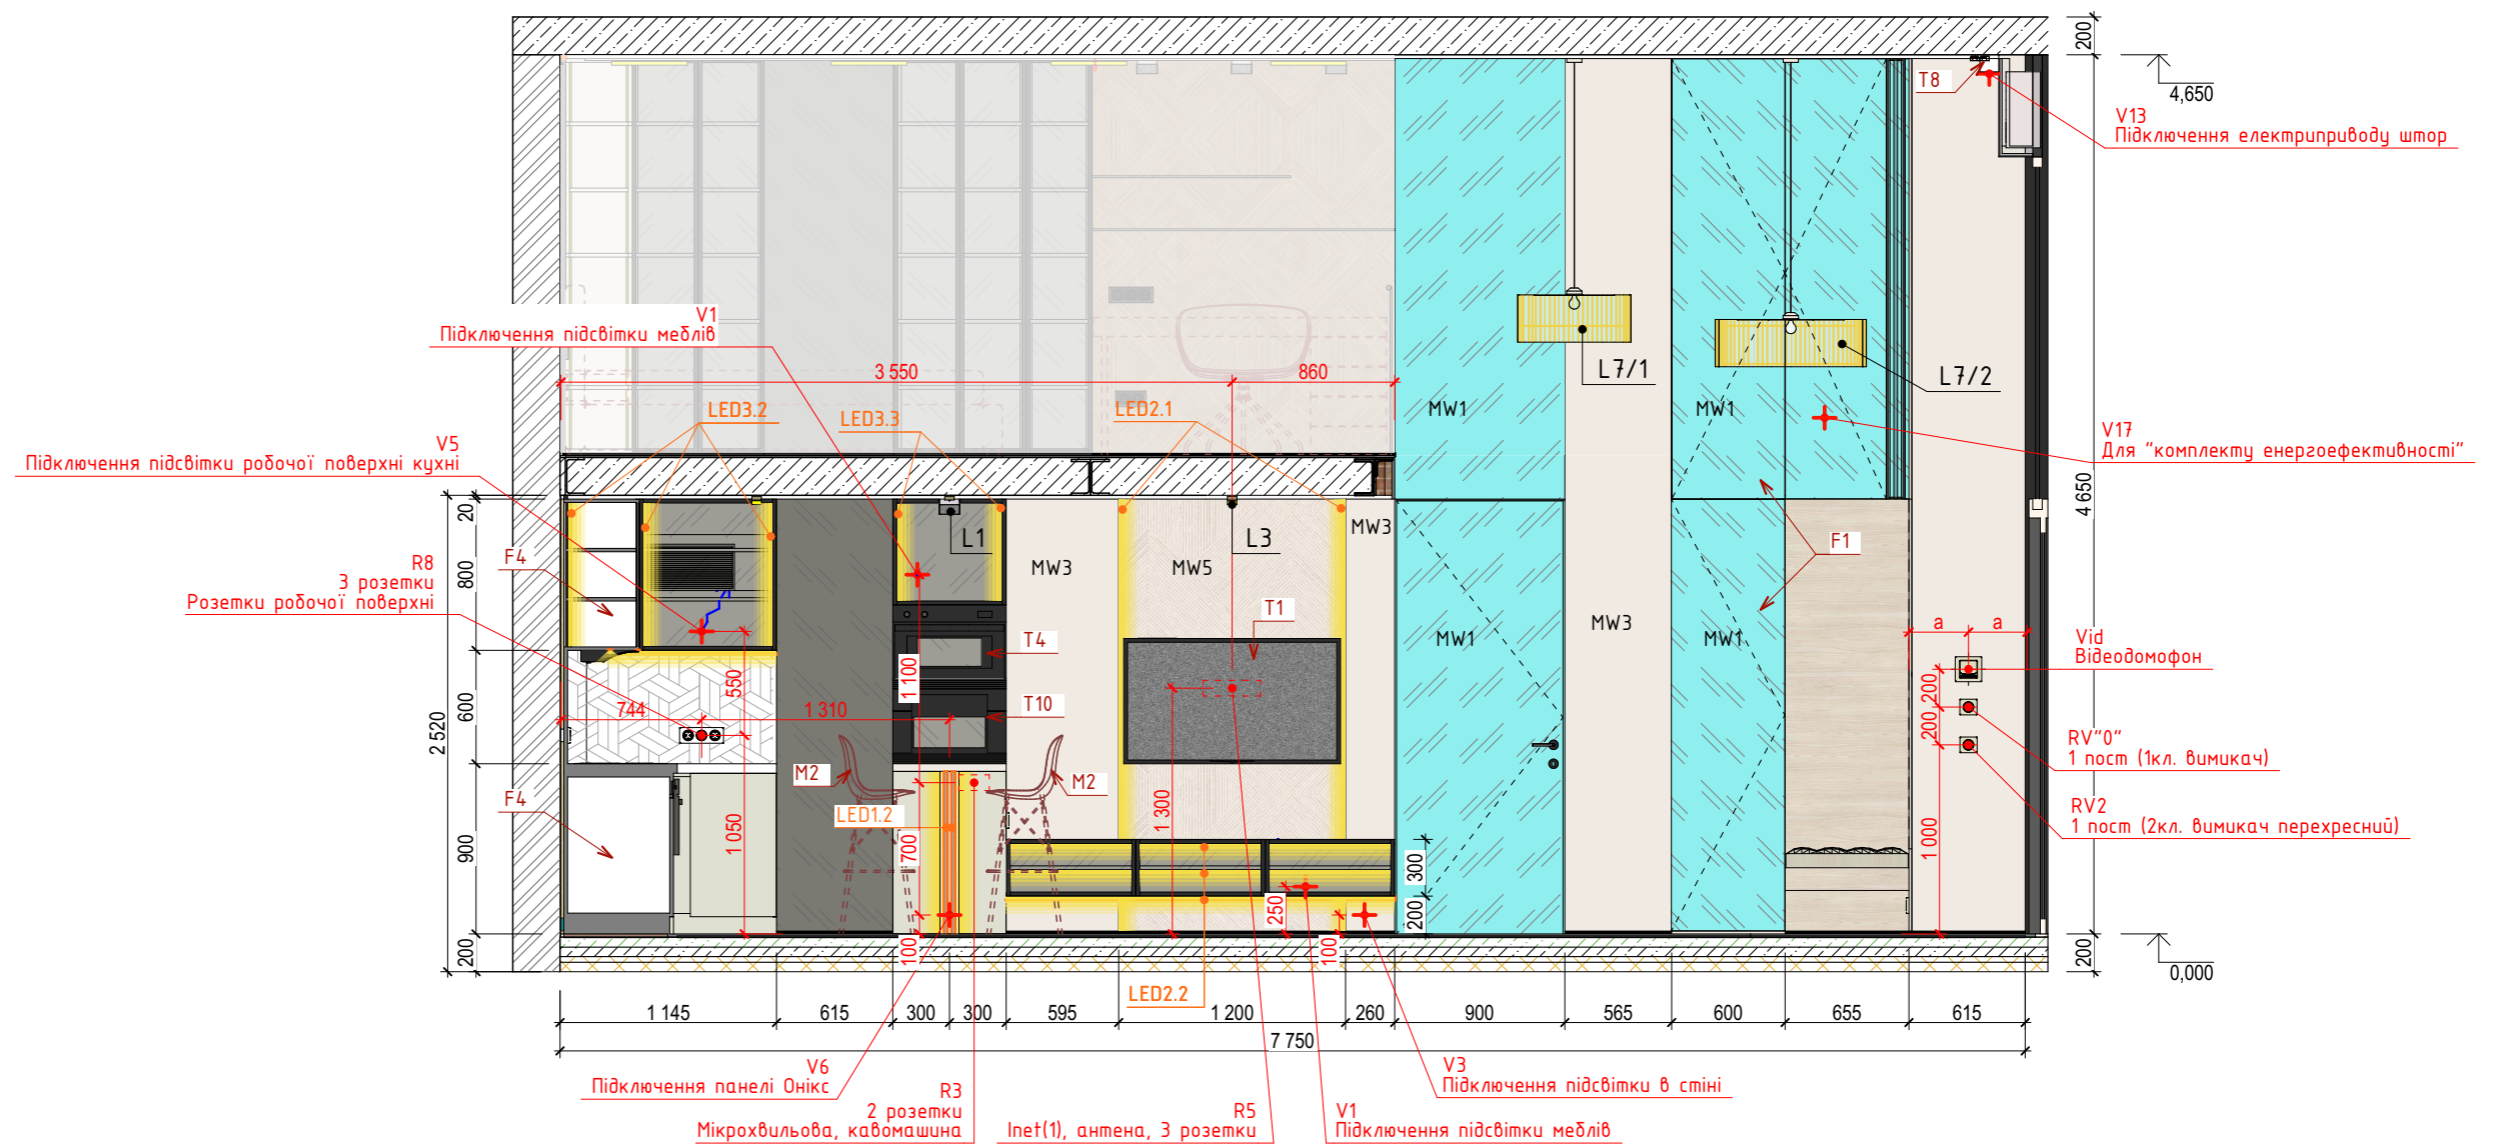 200
4,650
T8
V13
Підключення електриприводу штор
V1
Підключення підсвітки меблів
3 550
860
L7/1
L7/2
LED3.2
LED3.3
LED2.1
MW1
MW1
V5
Підключення підсвітки робочої поверхні кухні
V17
Для "комплекту енергоефективності"
20
4 650
L1
L3
MW3
F1
R8
3 розетки
Розетки робочої поверхні
F4
800
MW3
MW5
T1
MW3
MW1
MW1
a
a
Vid
Відеодомофон
T4
1 100
550
600
744
1 310
T10
200
200
2 520
RV"0"
1 пост (1кл. вимикач)
M2
M2
F4
LED1.2
1 300
RV2
1 пост (2кл. вимикач перехресний)
1 050
700
1 000
900
300
250
200
100
100
200
200
0,000
LED2.2
1 145
615
300
300
595
1 200
260
900
565
600
655
615
7 750
V6
Підключення панелі Онікс
V3
Підключення підсвітки в стіні
R3
2 розетки
Мікрохвильова, кавомашина
R5
Inet(1), антена, 3 розетки
V1
Підключення підсвітки меблів